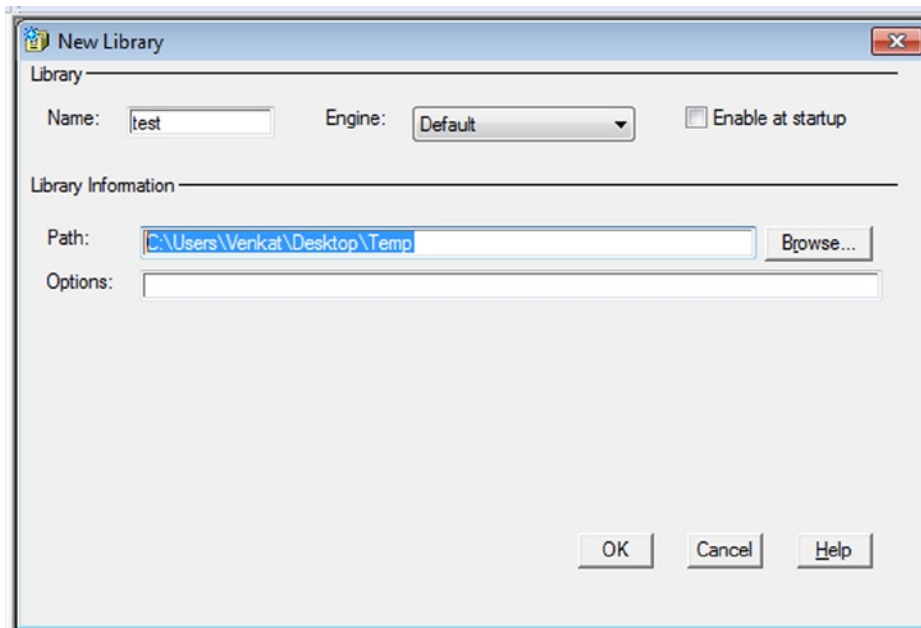 New Library
Library
Name: test Engine: Default Enable at startup
Library Information
Path: C:\Users\Venkat\Desktop\Temp Browse...
Options:
OK Cancel Help